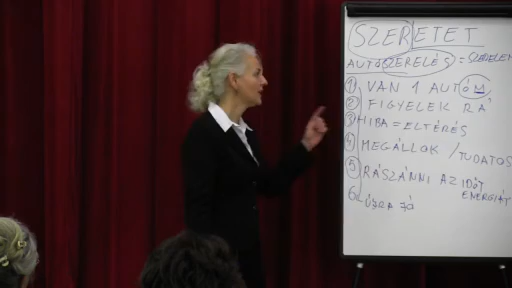 SZERETET
AUTÓSZERELÉS = SZERELEM
① VAN 1 AUTÓM
② FIGYELEK RÁ
③ HIBA = ELTÉRÉS
④ MEGÁLLOK / TUDATOS
⑤ RÁSZÁNNI AZ IDŐT
ENERGIÁT
6. ÚJRA JÓ